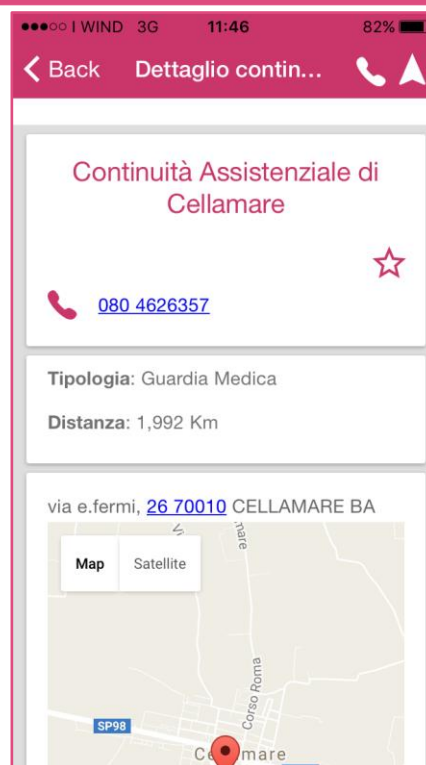 I WIND 3G 11:46 82%
Back Dettaglio contin...
Continuità Assistenziale di
Cellamare
080 4626357
Tipologia: Guardia Medica
Distanza: 1,992 Km
via e.fermi, 26 70010 CELLAMARE BA
Map Satellite
Corso Roma
SP98